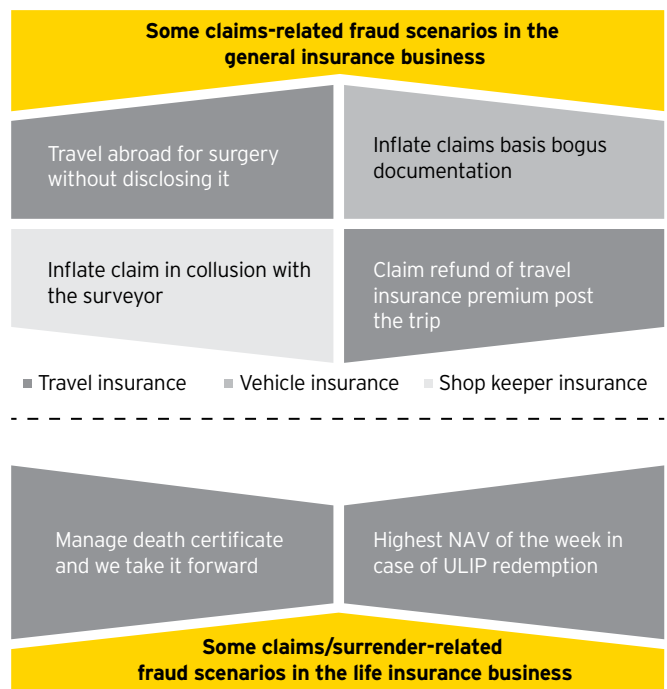 Some claims-related fraud scenarios in the
general insurance business
Travel abroad for surgery
without disclosing it
Inflate claims basis bogus
documentation
Inflate claim in collusion with
the surveyor
Claim refund of travel
insurance premium post
the trip
Travel insurance
Vehicle insurance
Shop keeper insurance
Manage death certificate
and we take it forward
Highest NAV of the week in
case of ULIP redemption
Some claims/surrender-related
fraud scenarios in the life insurance business